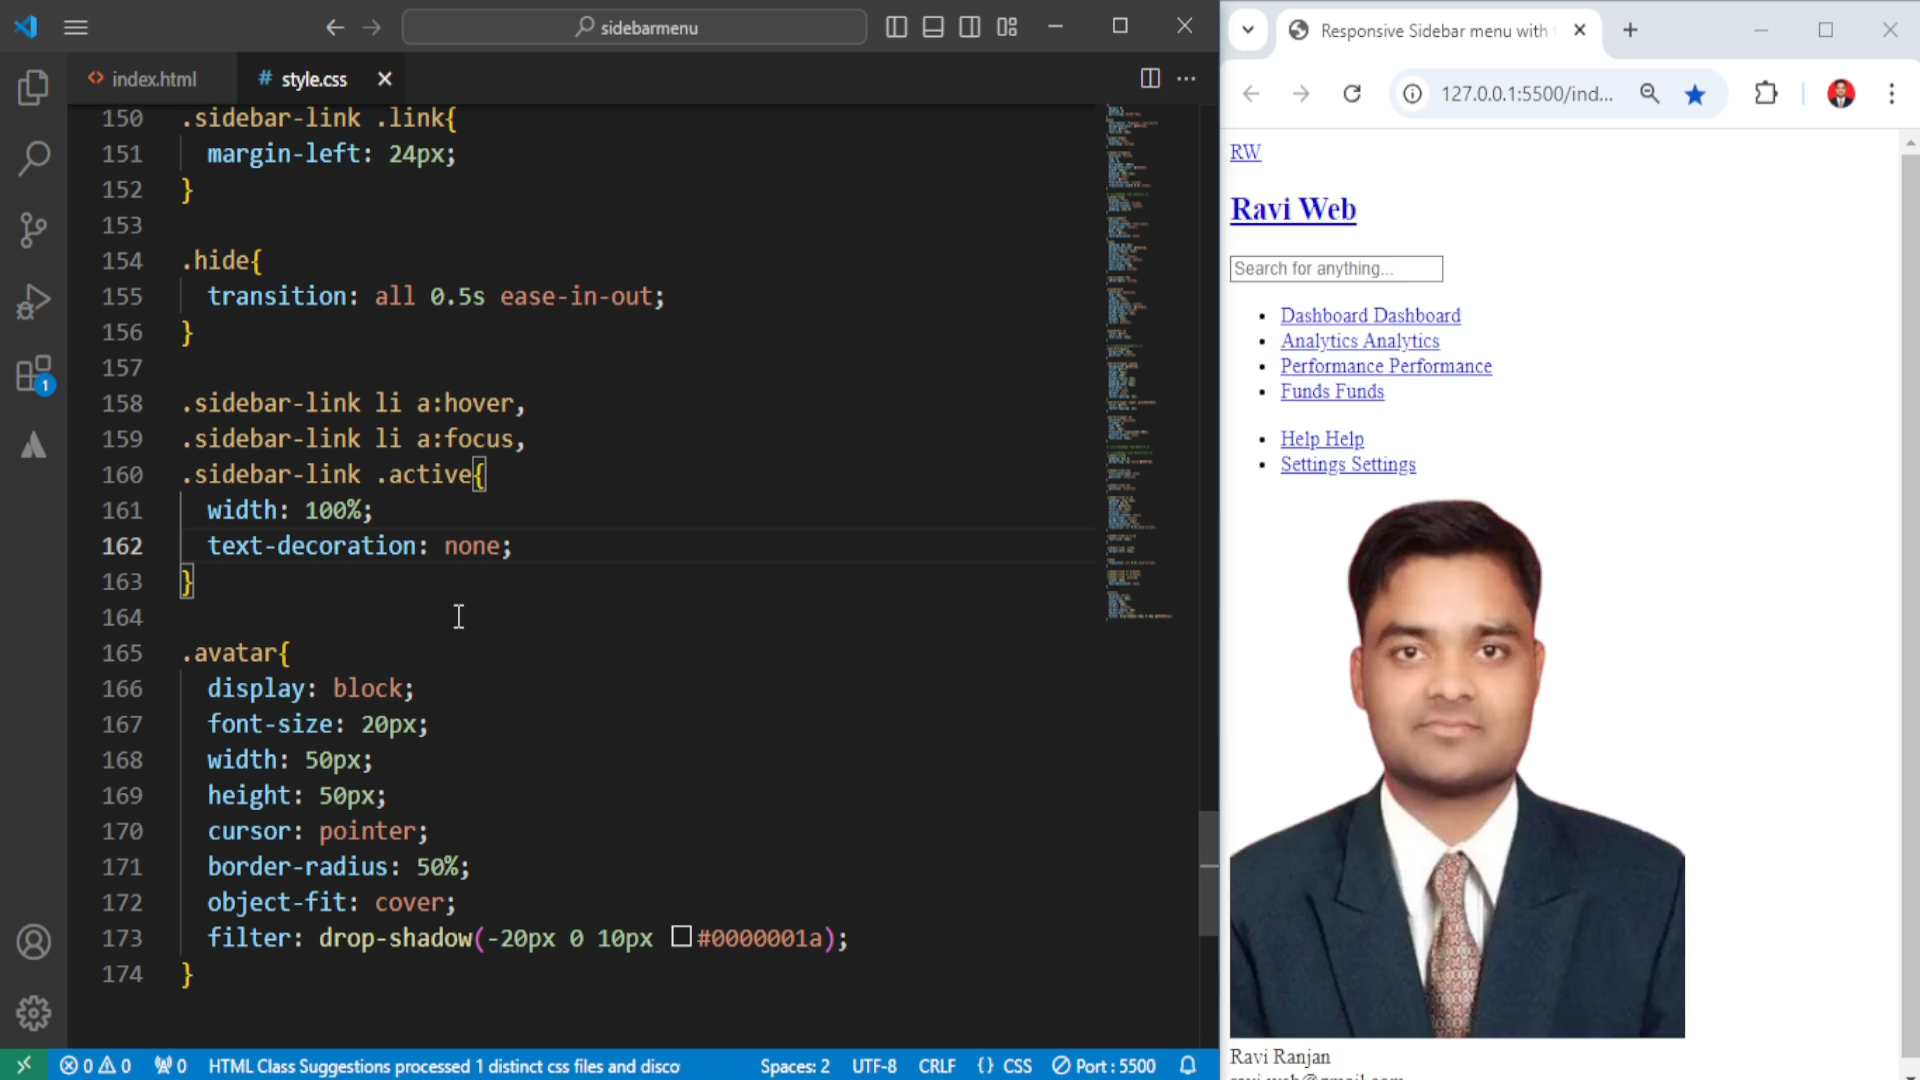 sidebarmenu
index.html
# style.css
150 .sidebar-link .link{
151 margin-left: 24px;
152 }
153
154 .hide{
155 transition: all 0.5s ease-in-out;
156 }
157
158 .sidebar-link li a:hover,
159 .sidebar-link li a:focus,
160 .sidebar-link .active{
161 width: 100%;
162 text-decoration: none;
163 }
164
165 .avatar{
166 display: block;
167 font-size: 20px;
168 width: 50px;
169 height: 50px;
170 cursor: pointer;
171 border-radius: 50%;
172 object-fit: cover;
173 filter: drop-shadow(-20px 0 10px #0000001a);
174 }
1
0 0 0 HTML Class Suggestions processed 1 distinct css files and disco Spaces: 2 UTF-8 CRLF {} CSS Port : 5500
Responsive Sidebar menu with
127.0.0.1:5500/ind...
RW
Ravi Web
Search for anything...
Dashboard Dashboard
Analytics Analytics
Performance Performance
Funds Funds
Help Help
Settings Settings
Ravi Ranjan